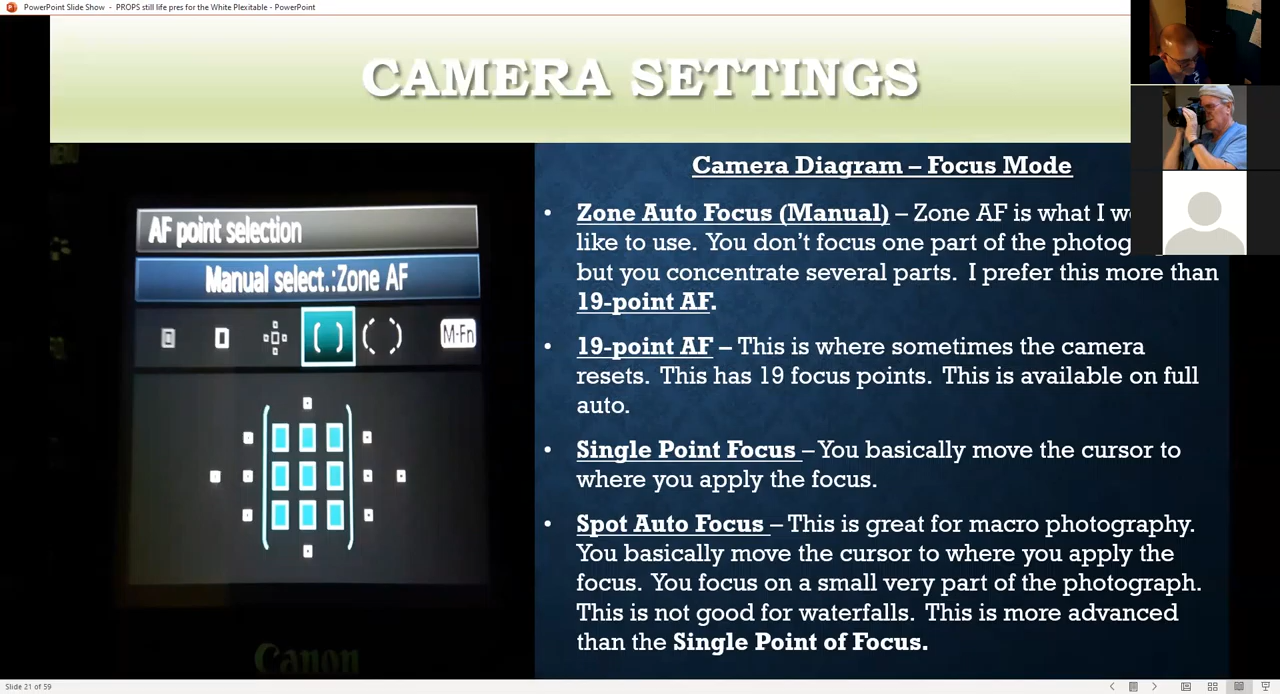 PowerPoint Slide Show - PROPS still life pres for the White Plexitable - PowerPoint
CAMERA SETTINGS
AF point selection
Manual select.:Zone AF
M-Fn
Canon
Camera Diagram – Focus Mode
• Zone Auto Focus (Manual) – Zone AF is what I
like to use. You don't focus one part of the
but you concentrate several parts. I prefer this more than
19-point AF.
• 19-point AF – This is where sometimes the camera
resets. This has 19 focus points. This is available on full
auto.
• Single Point Focus – You basically move the cursor to
where you apply the focus.
• Spot Auto Focus – This is great for macro photography.
You basically move the cursor to where you apply the
focus. You focus on a small very part of the photograph.
This is not good for waterfalls. This is more advanced
than the Single Point of Focus.
Slide 21 of 59